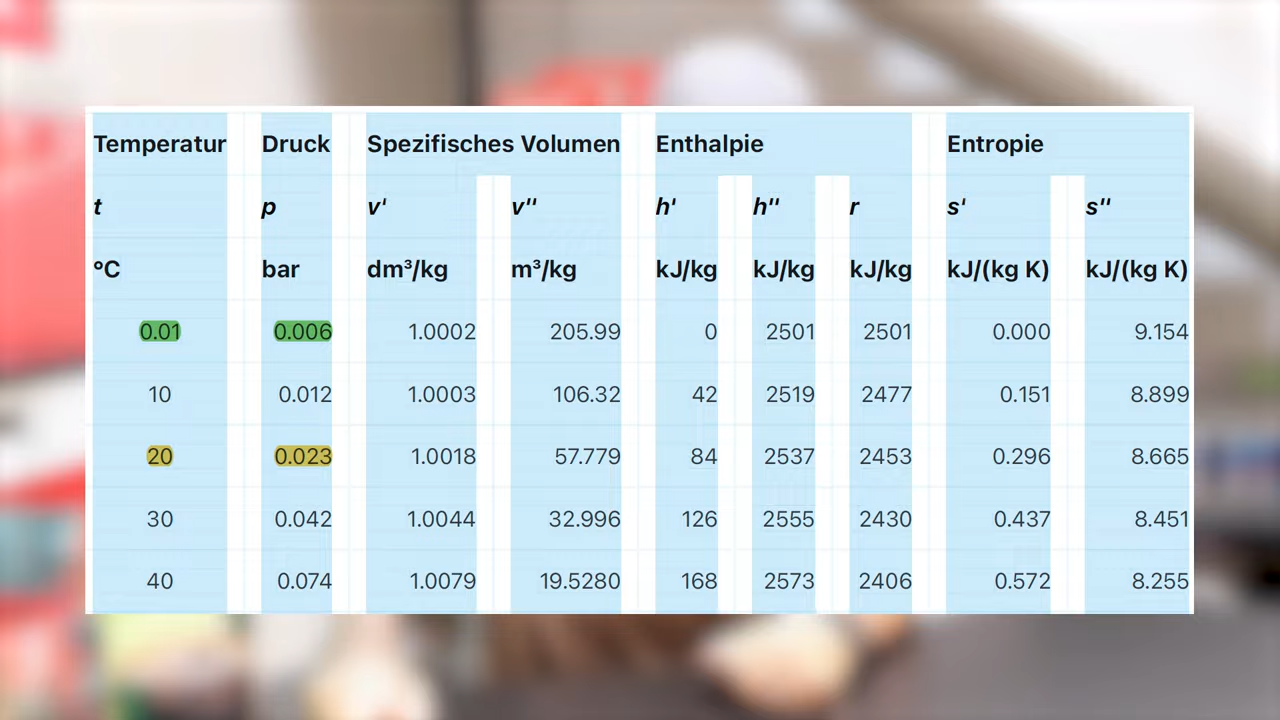 Temperatur Druck Spezifisches Volumen Enthalpie Entropie
t p v' v'' h' h'' r s' s''
°C bar dm³/kg m³/kg kJ/kg kJ/kg kJ/kg kJ/(kg K) kJ/(kg K)
0.01 0.006 1.0002 205.99 0 2501 2501 0.000 9.154
10 0.012 1.0003 106.32 42 2519 2477 0.151 8.899
20 0.023 1.0018 57.779 84 2537 2453 0.296 8.665
30 0.042 1.0044 32.996 126 2555 2430 0.437 8.451
40 0.074 1.0079 19.5280 168 2573 2406 0.572 8.255